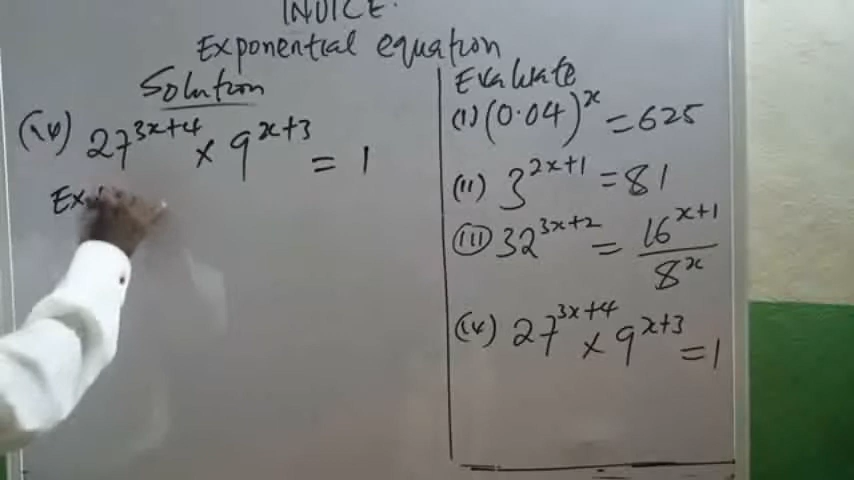 INDICE.
Exponential equation
Solution
(iv) 27^{3x+4} × 9^{x+3} = 1
Evaluate
(i) (0.04)^x = 625
(ii) 3^{2x+1} = 81
(iii) 32^{3x+2} = \frac{16^{x+1}}{8^x}
(iv) 27^{3x+4} × 9^{x+3} = 1